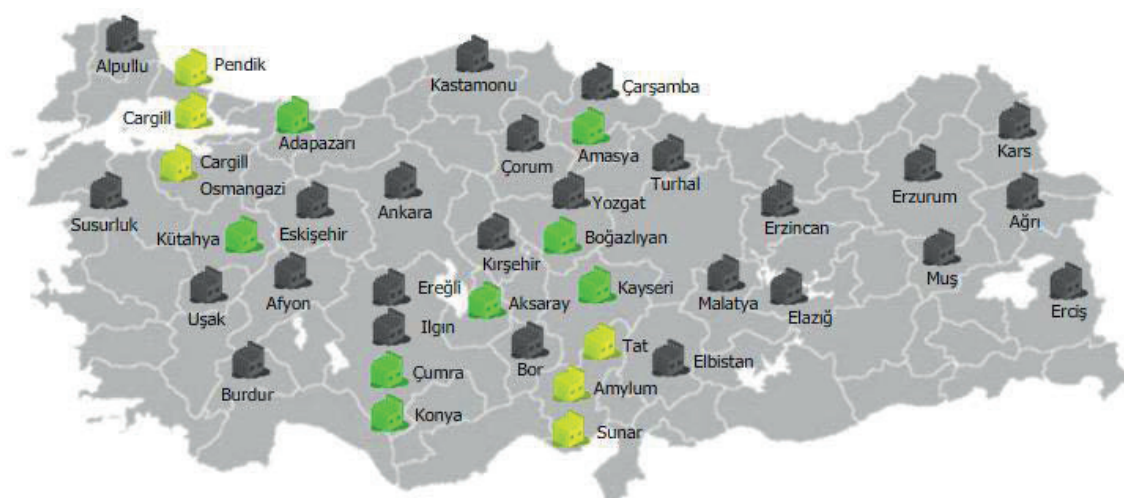 Alpullu
Pendik
Kastamonu
Çarşamba
Cargill
Adapazarı
Çorum
Amasya
Turhal
Kars
Cargill
Osmangazi
Ankara
Yozgat
Erzurum
Susurluk
Kütahya
Eskişehir
Boğazlıyan
Erzincan
Ağrı
Kırşehir
Muş
Uşak
Afyon
Ereğli
Aksaray
Kayseri
Malatya
Elazığ
Erciş
Ilgın
Burdur
Çumra
Bor
Tat
Elbistan
Amylum
Konya
Sunar